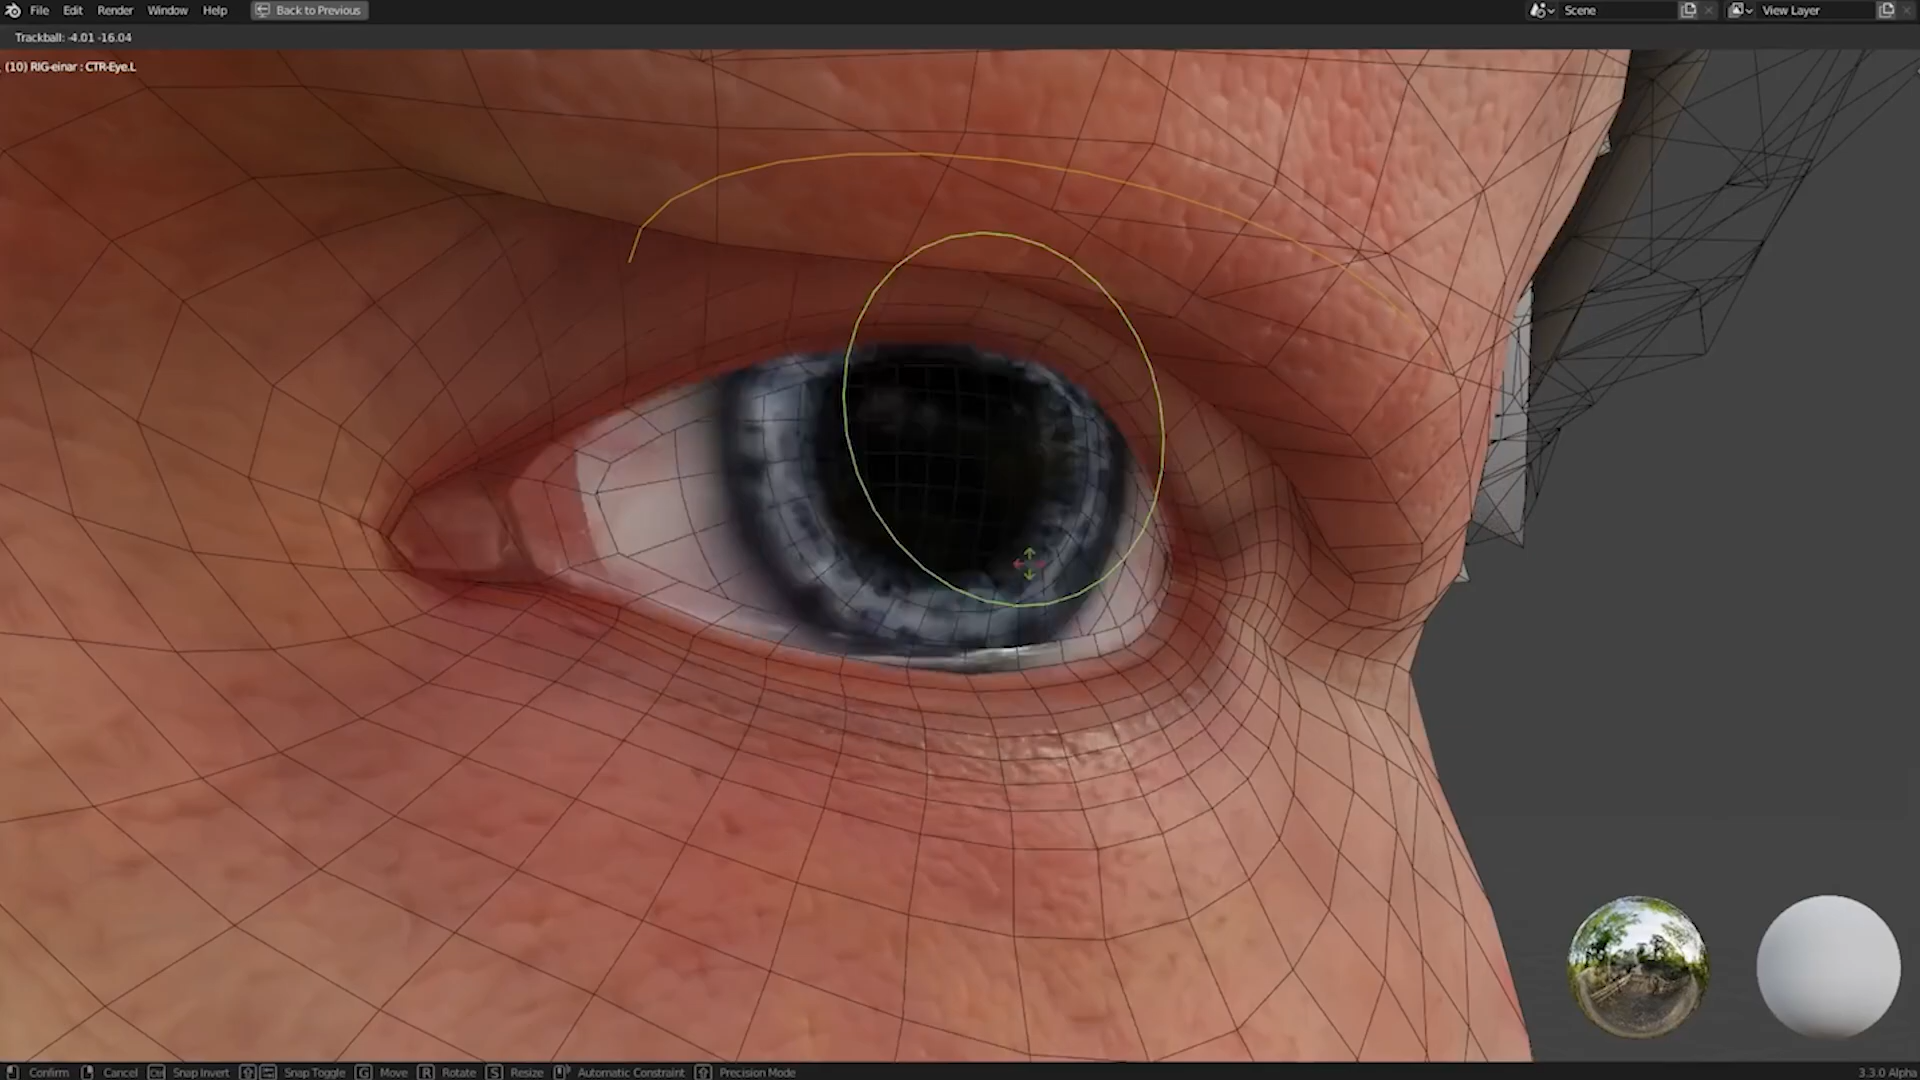 File Edit Render Window Help Back to Previous Scene View Layer
Trackball: -4.01 -16.04
(10) RIG-einar : CTR-Eye.L
Confirm Cancel Ctrl Snap Invert Snap Toggle G Move R Rotate S Resize Automatic Constraint Precision Mode 3.3.0 Alpha